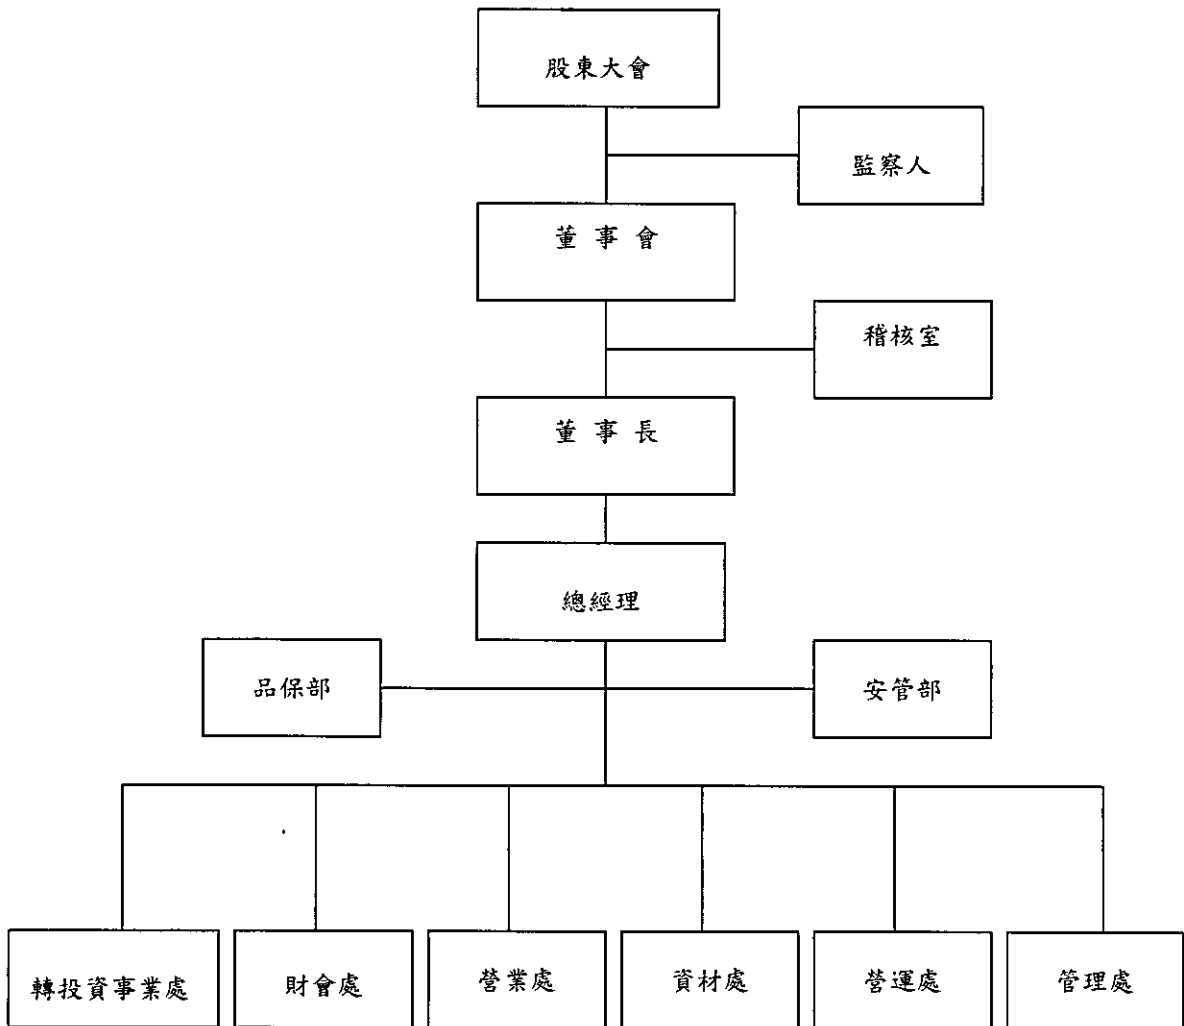 股東大會
監察人
董 事 會
稽核室
董 事 長
總經理
品保部
安管部
轉投資事業處
財會處
營業處
資材處
營運處
管理處